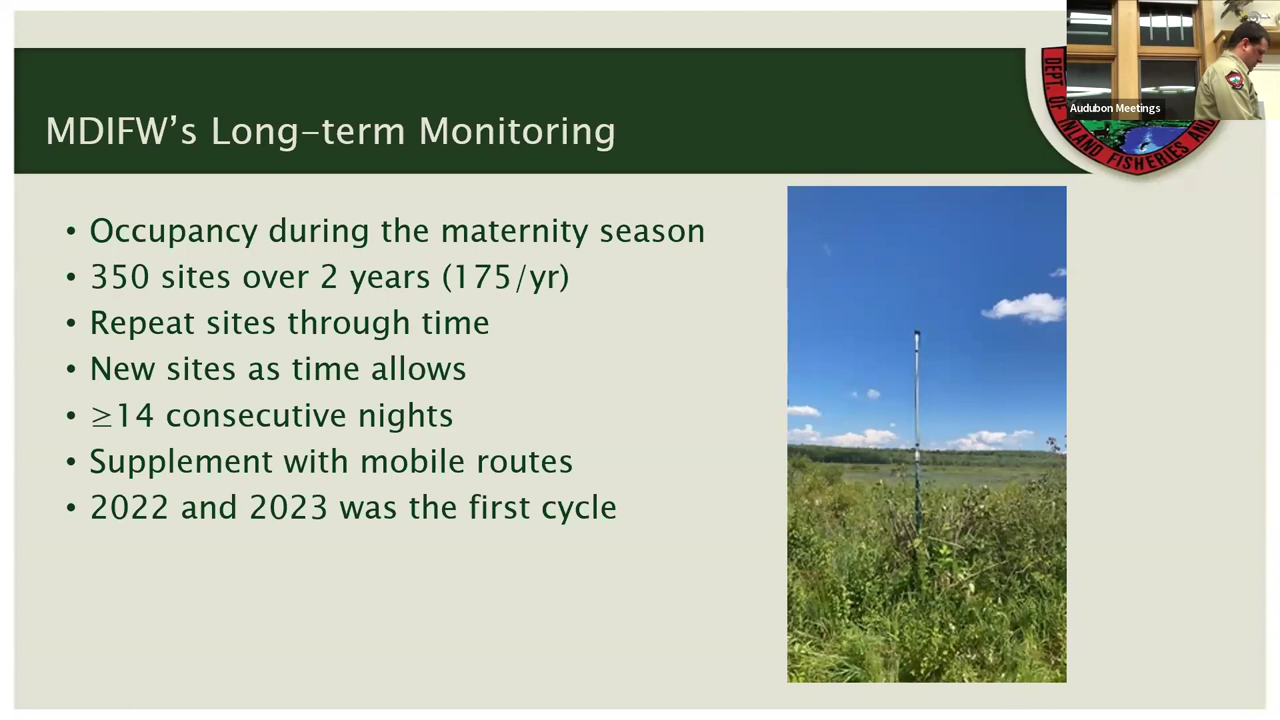 MDIFW's Long-term Monitoring
Audubon Meetings
DEPT. OF INLAND FISHERIES AND
• Occupancy during the maternity season
• 350 sites over 2 years (175/yr)
• Repeat sites through time
• New sites as time allows
• ≥14 consecutive nights
• Supplement with mobile routes
• 2022 and 2023 was the first cycle